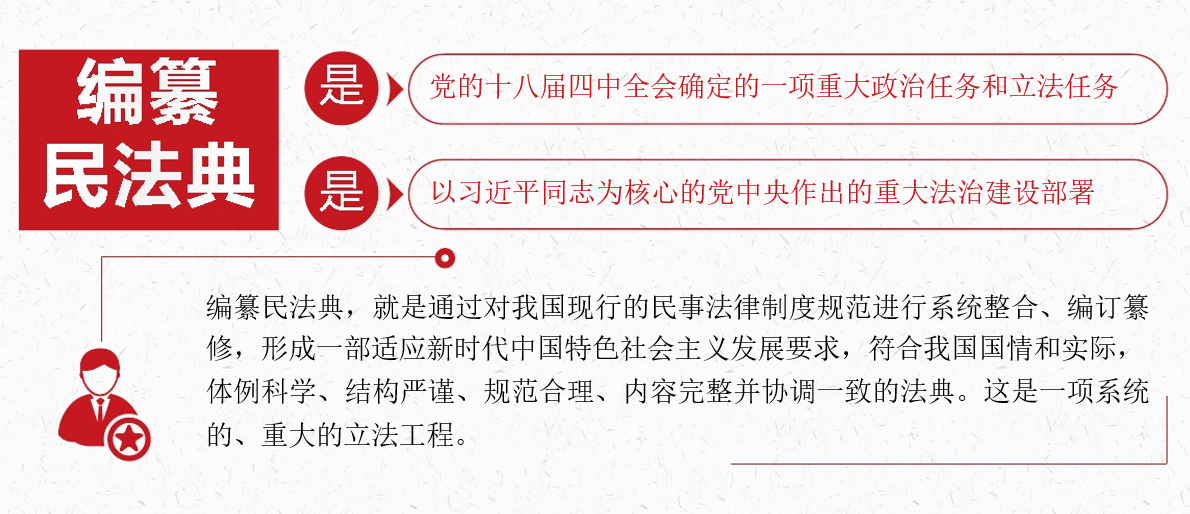 编纂
民法典
是
党的十八届四中全会确定的一项重大政治任务和立法任务
是
以习近平同志为核心的党中央作出的重大法治建设部署
编纂民法典，就是通过对我国现行的民事法律制度规范进行系统整合、编订纂
修，形成一部适应新时代中国特色社会主义发展要求，符合我国国情和实际，
体例科学、结构严谨、规范合理、内容完整并协调一致的法典。这是一项系统
的、重大的立法工程。